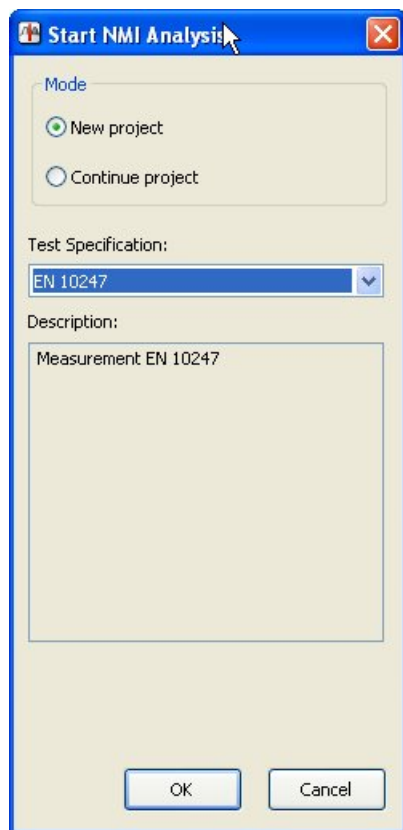 Start NMI Analysis
Mode
New project
Continue project
Test Specification:
EN 10247
Description:
Measurement EN 10247
OK
Cancel